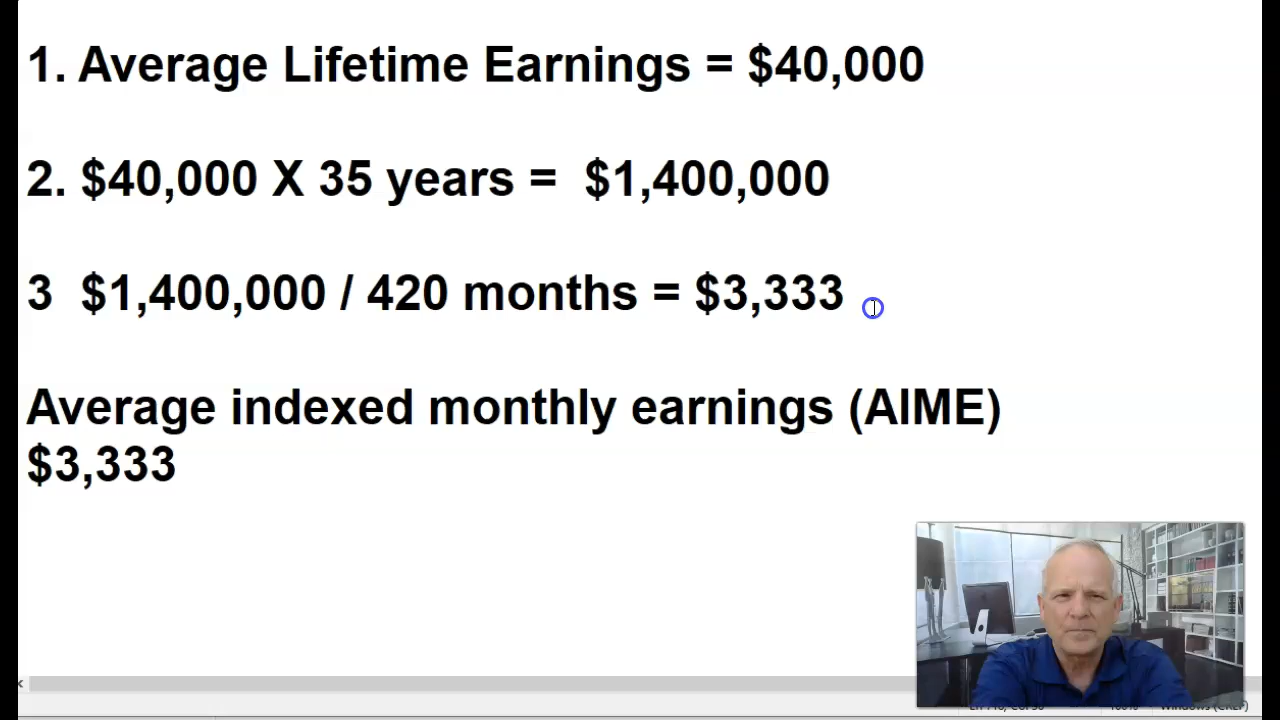 1. Average Lifetime Earnings = $40,000
2. $40,000 X 35 years =  $1,400,000
3  $1,400,000 / 420 months = $3,333
Average indexed monthly earnings (AIME)
$3,333